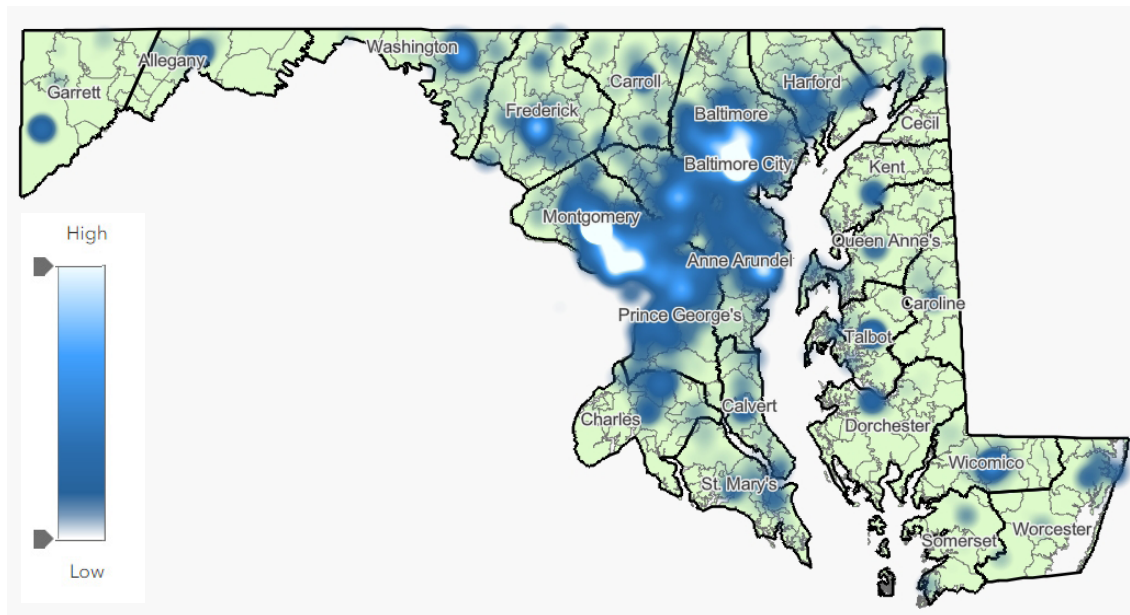 Washington
Allegany
Garrett
Carroll
Harford
Frederick
Baltimore
Cecil
Baltimore City
Kent
High
Montgomery
Queen Anne's
Anne Arundel
Caroline
Prince George's
Talbot
Calvert
Charles
Dorchester
Wicomico
St. Mary's
Worcester
Somerset
Low